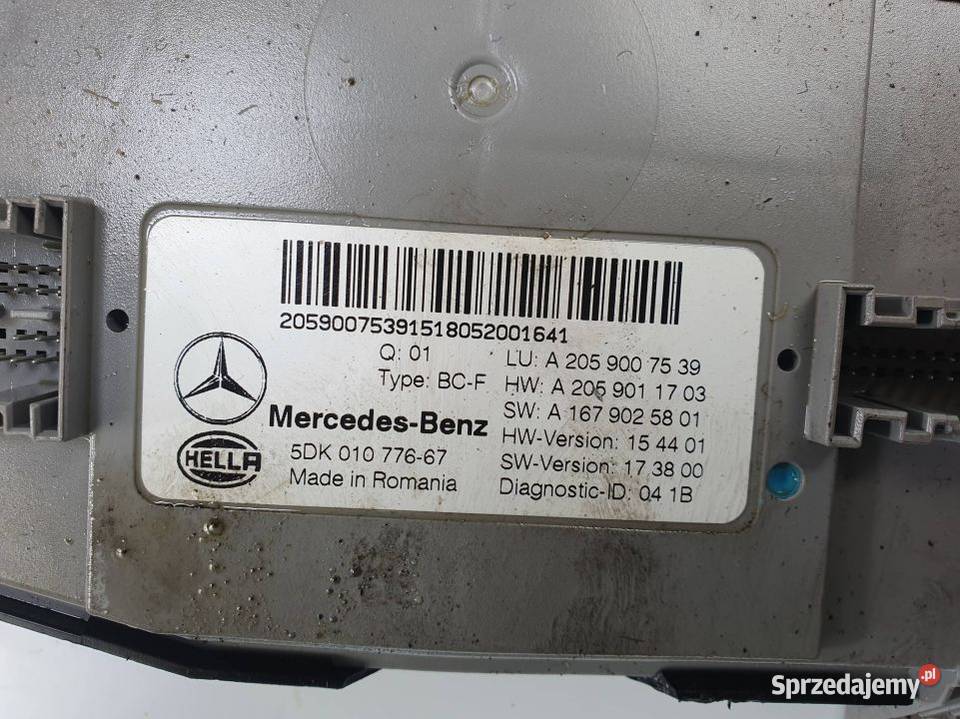 205900753915180520001641
Q: 01
Type: BC-F
Mercedes-Benz
HELLA
5DK 010 776-67
Made in Romania
LU: A 205 900 75 39
HW: A 205 901 17 03
SW: A 167 902 58 01
HW-Version: 15 44 01
SW-Version: 17 38 00
Diagnostic-ID: 04 1B
Sprzedajemy.pl